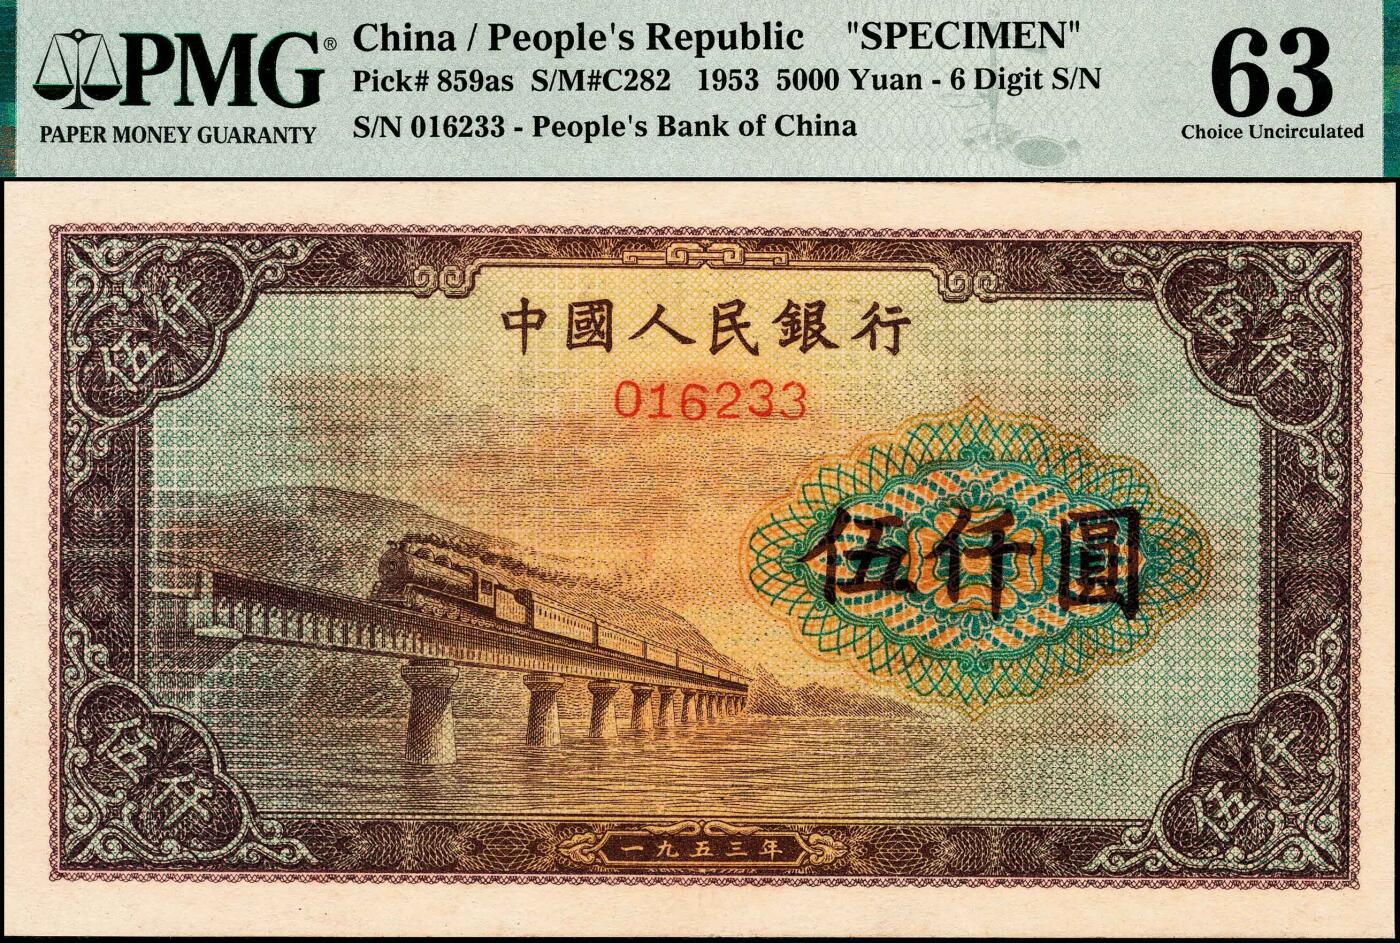 PMG®
PAPER MONEY GUARANTY
China / People's Republic "SPECIMEN"
Pick# 859as S/M#C282 1953 5000 Yuan - 6 Digit S/N
S/N 016233 - People's Bank of China
63
Choice Uncirculated
伍仟
伍仟
中國人民銀行
016233
伍仟圓
伍仟
伍仟
一九五三年